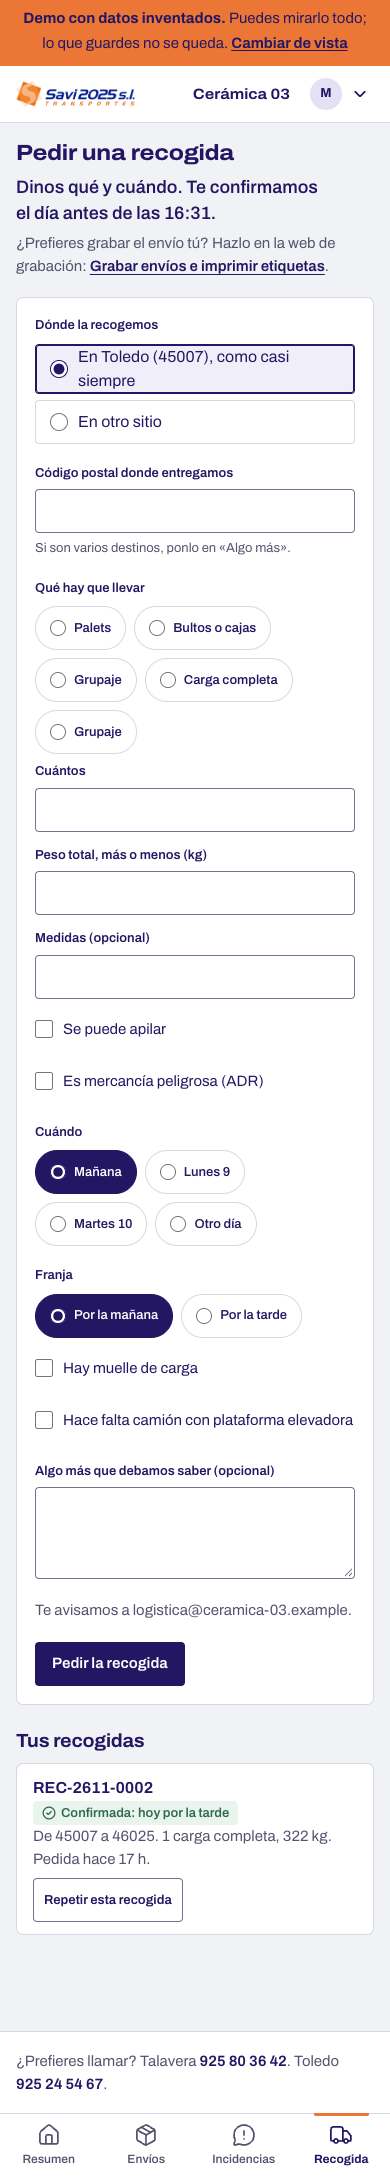 Demo con datos inventados. Puedes mirarlo todo;
lo que guardes no se queda. Cambiar de vista
Savi 2025 s.l.
TRANSPORTES
Cerámica 03
M
Pedir una recogida
Dinos qué y cuándo. Te confirmamos
el día antes de las 16:31.
¿Prefieres grabar el envío tú? Hazlo en la web de
grabación: Grabar envíos e imprimir etiquetas.
Dónde la recogemos
En Toledo (45007), como casi
siempre
En otro sitio
Código postal donde entregamos
Si son varios destinos, ponlo en «Algo más».
Qué hay que llevar
Palets
Bultos o cajas
Grupaje
Carga completa
Grupaje
Cuántos
Peso total, más o menos (kg)
Medidas (opcional)
Se puede apilar
Es mercancía peligrosa (ADR)
Cuándo
Mañana
Lunes 9
Martes 10
Otro día
Franja
Por la mañana
Por la tarde
Hay muelle de carga
Hace falta camión con plataforma elevadora
Algo más que debamos saber (opcional)
Te avisamos a logistica@ceramica-03.example.
Pedir la recogida
Tus recogidas
REC-2611-0002
Confirmada: hoy por la tarde
De 45007 a 46025. 1 carga completa, 322 kg.
Pedida hace 17 h.
Repetir esta recogida
¿Prefieres llamar? Talavera 925 80 36 42. Toledo
925 24 54 67.
Resumen
Envíos
Incidencias
Recogida